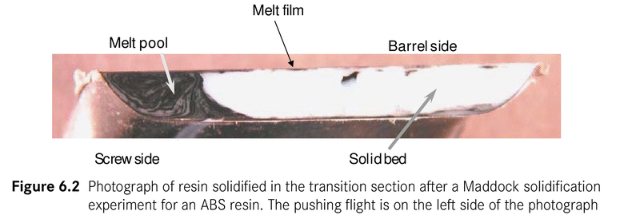 Melt film
Melt pool
Barrel side
Screw side
Solid bed
Figure 6.2 Photograph of resin solidified in the transition section after a Maddock solidification
experiment for an ABS resin. The pushing flight is on the left side of the photograph